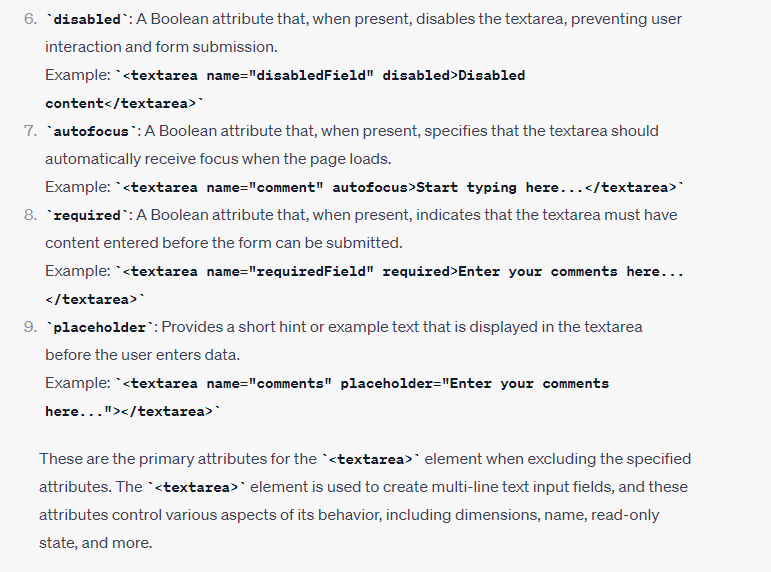 6. `disabled`: A Boolean attribute that, when present, disables the textarea, preventing user
interaction and form submission.
Example: `<textarea name="disabledField" disabled>Disabled
content</textarea>`
7. `autofocus`: A Boolean attribute that, when present, specifies that the textarea should
automatically receive focus when the page loads.
Example: `<textarea name="comment" autofocus>Start typing here...</textarea>`
8. `required`: A Boolean attribute that, when present, indicates that the textarea must have
content entered before the form can be submitted.
Example: `<textarea name="requiredField" required>Enter your comments here...
</textarea>`
9. `placeholder`: Provides a short hint or example text that is displayed in the textarea
before the user enters data.
Example: `<textarea name="comments" placeholder="Enter your comments
here..."></textarea>`
These are the primary attributes for the `<textarea>` element when excluding the specified
attributes. The `<textarea>` element is used to create multi-line text input fields, and these
attributes control various aspects of its behavior, including dimensions, name, read-only
state, and more.